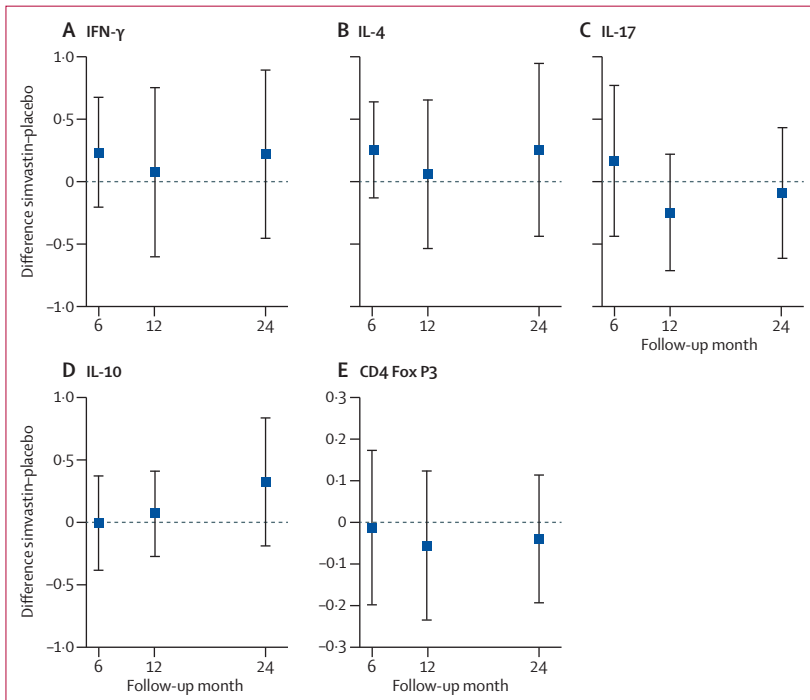 A IFN-γ
B IL-4
C IL-17
Difference simvastin–placebo
1·0
0·5
0
–0·5
–1·0
6 12 24
6 12 24
6 12 24
Follow-up month
D IL-10
E CD4 Fox P3
Difference simvastin–placebo
1·0
0·5
0
–0·5
–1·0
0·3
0·3
0·1
0
–0·1
–0·2
–0·3
6 12 24
6 12 24
Follow-up month
Follow-up month